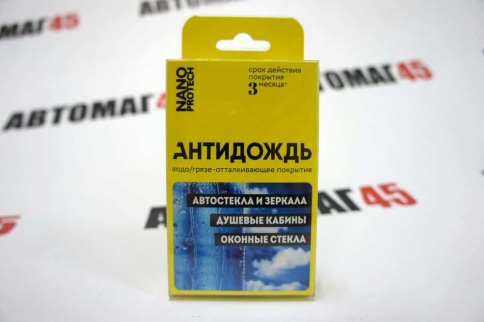 АВТОМАГ45
NANO
PROTECH
срок действия
покрытия
3 месяца*
АНТИДОЖДЬ
водо/грязе-отталкивающее покрытие
АВТОСТЕКЛА И ЗЕРКАЛА
ДУШЕВЫЕ КАБИНЫ
ОКОННЫЕ СТЕКЛА
АВТОМАГ45